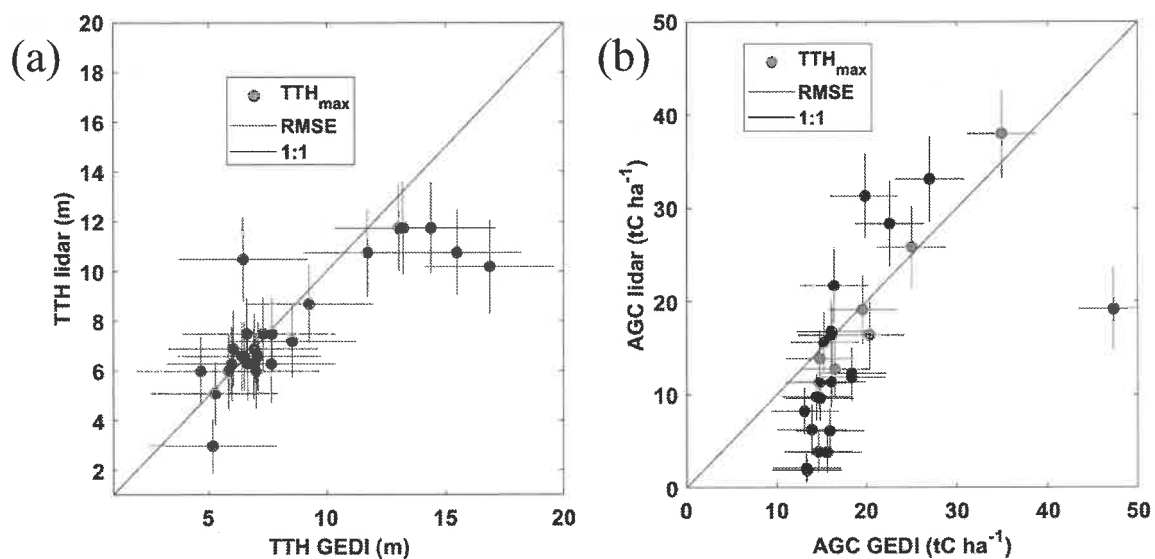 (a)
20
18
16
14
12
10
8
6
4
2
TTH lidar (m)
TTH_max
RMSE
1:1
5
10
15
20
TTH GEDI (m)
(b)
50
40
30
20
10
0
AGC lidar (tC ha⁻¹)
TTH_max
RMSE
1:1
0
10
20
30
40
50
AGC GEDI (tC ha⁻¹)